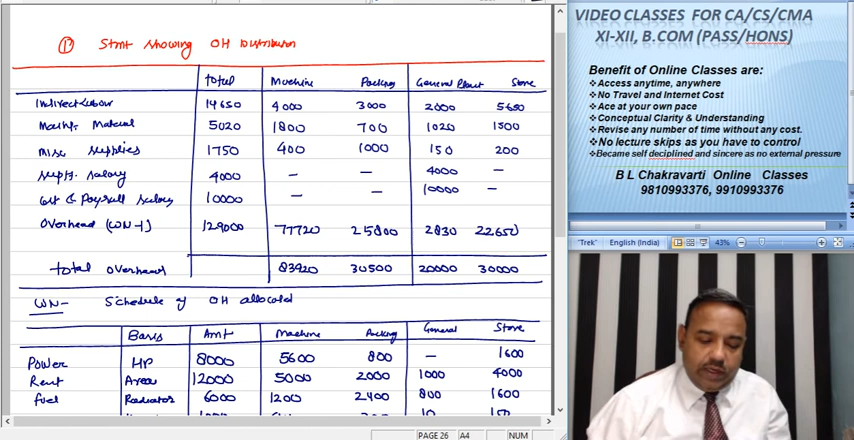 ① Stmt Showing OH Distribution
Total Machine Packing General Plant Store
Indirect Labour 14650 4000 3000 2000 5650
Material 5020 1800 700 1020 1500
Misc Supplies 1750 400 1000 150 200
Supt. Salary 4000 – – 4000 –
& Payroll Salary 10000 – – 10000 –
Overhead (WN-1) 129000 77720 25800 2830 22650
Total Overhead 83920 30500 20000 30000
WN- Schedule of OH allocated
Basis Amt Machine Packing General Store
Power HP 8000 5600 800 – 1600
Rent Area 12000 5000 2000 1000 4000
Fuel Radiator 6000 1200 2400 800 1600
PAGE 26 A4 NUM
VIDEO CLASSES FOR CA/CS/CMA
XI-XII, B.COM (PASS/HONS)
Benefit of Online Classes are:
Access anytime, anywhere
No Travel and Internet Cost
Ace at your own pace
Conceptual Clarity & Understanding
Revise any number of time without any cost.
No lecture skips as you have to control
Became self deciplined and sincere as no external pressure
B L Chakravarti Online Classes
9810993376, 9910993376
"Trek" English (India) 43%